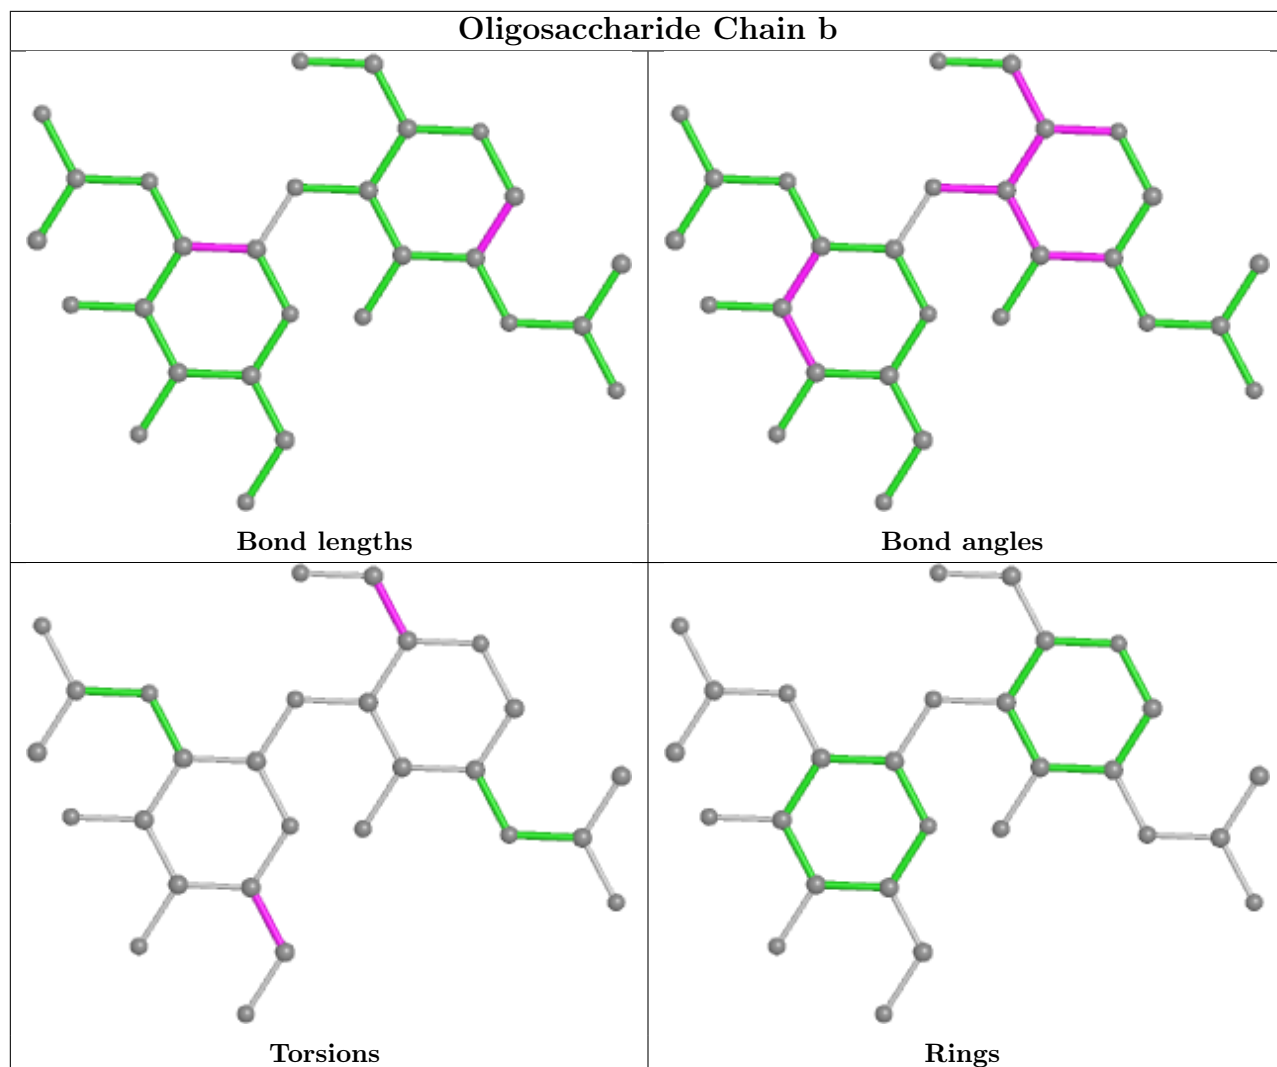 Oligosaccharide Chain b
Bond lengths
Bond angles
Torsions
Rings